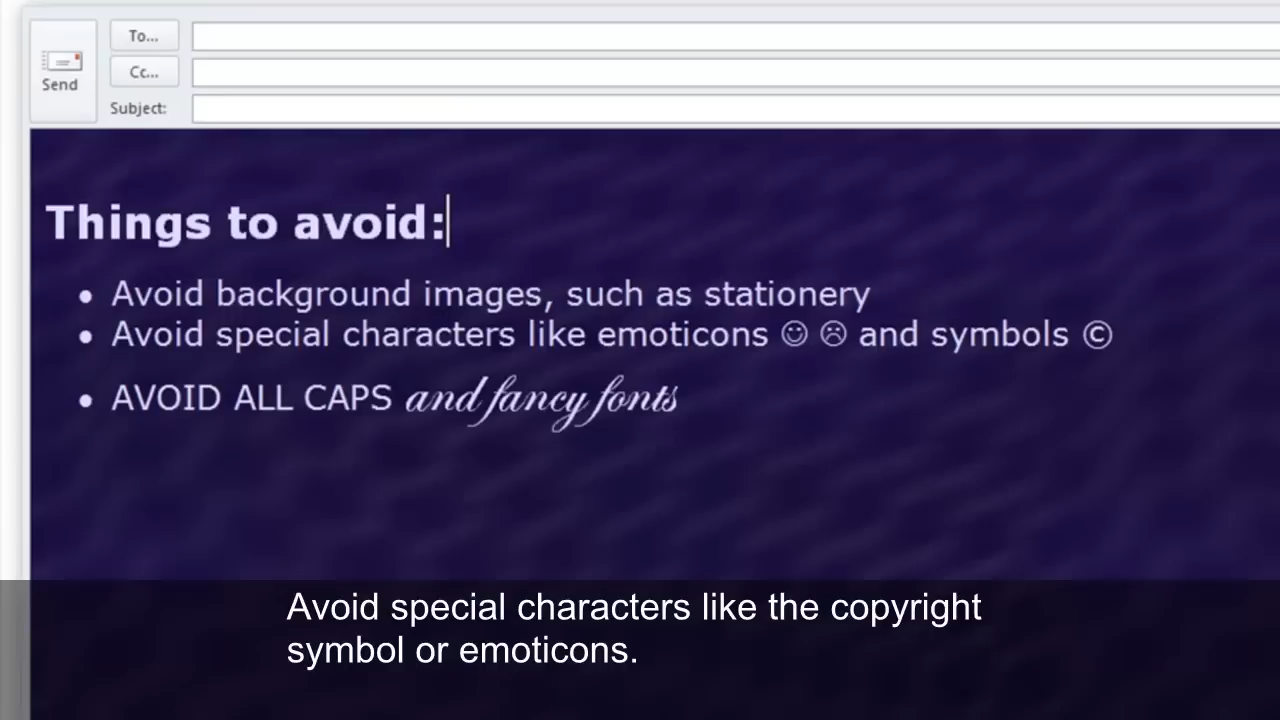 To...
Send
Cc...
Subject:
Things to avoid:
• Avoid background images, such as stationery
• Avoid special characters like emoticons ☺ ☹ and symbols ©
• AVOID ALL CAPS and fancy fonts
Avoid special characters like the copyright
symbol or emoticons.